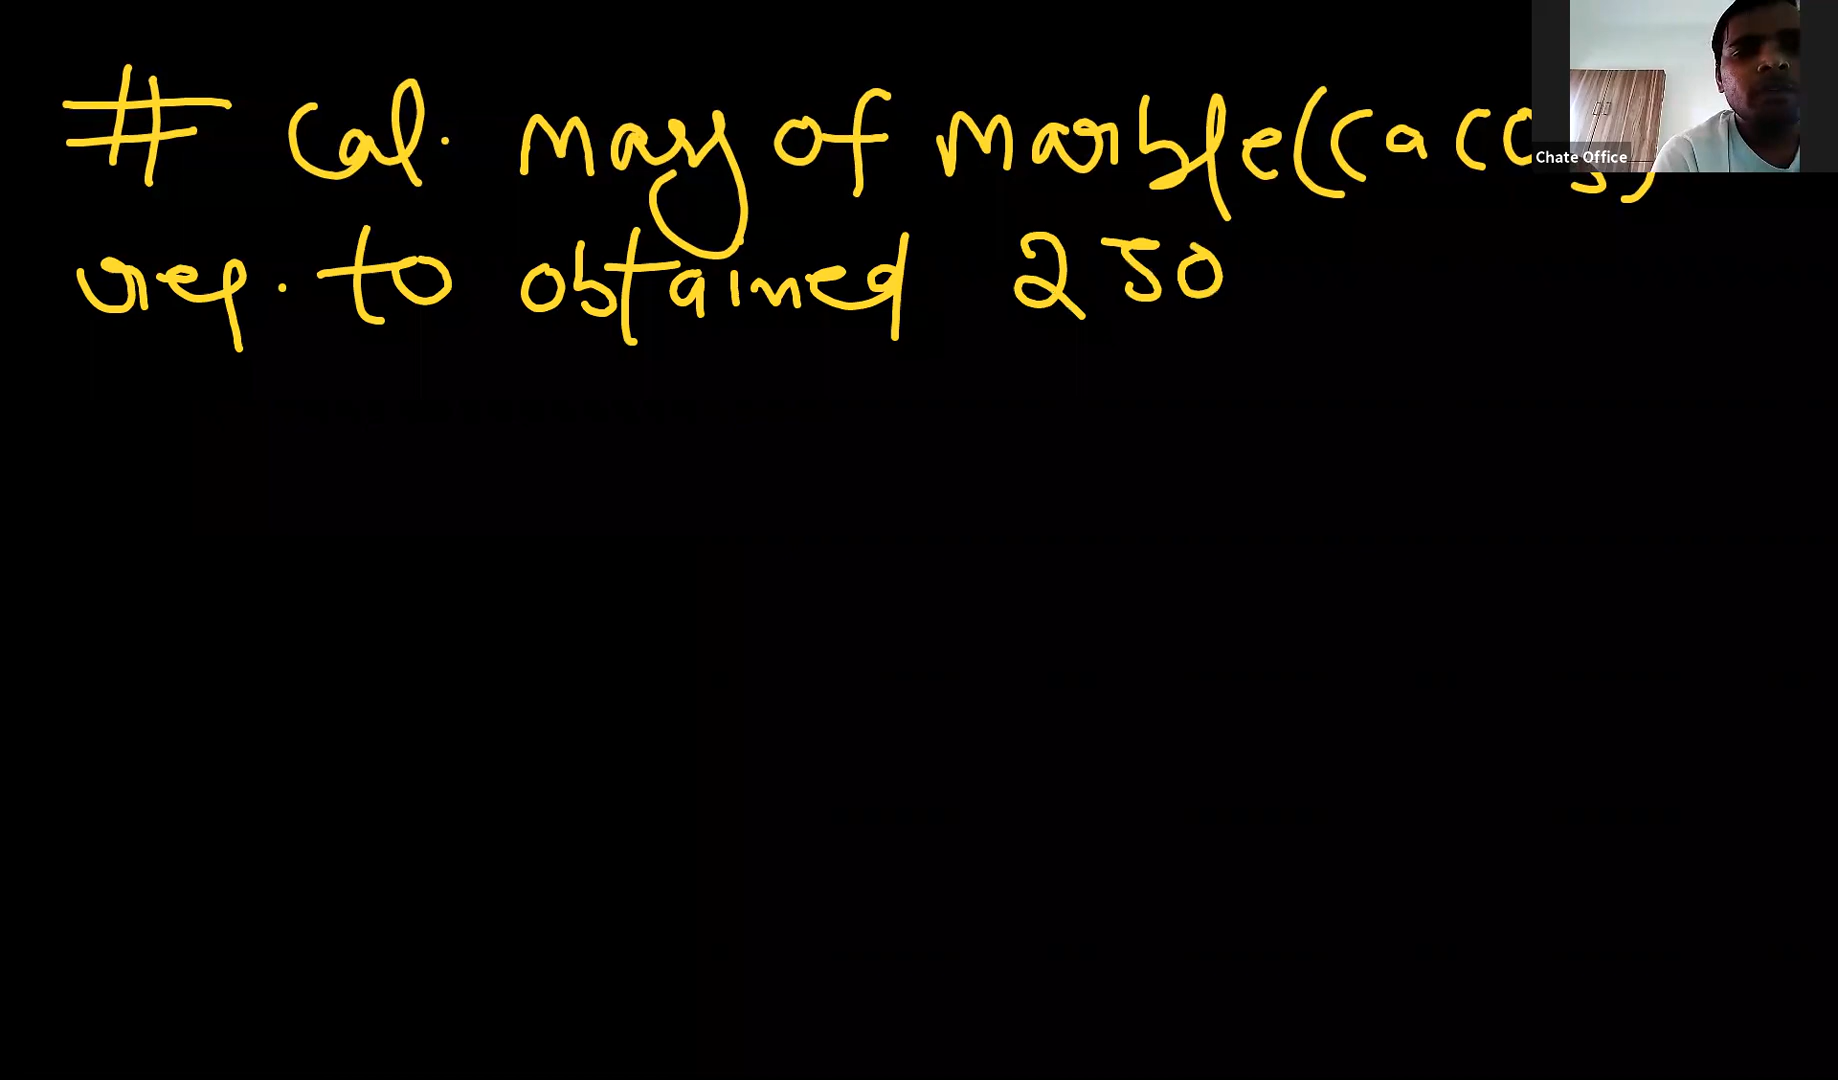 # Cal. mass of marble (CaCO3)
req. to obtained 250
Chate Office